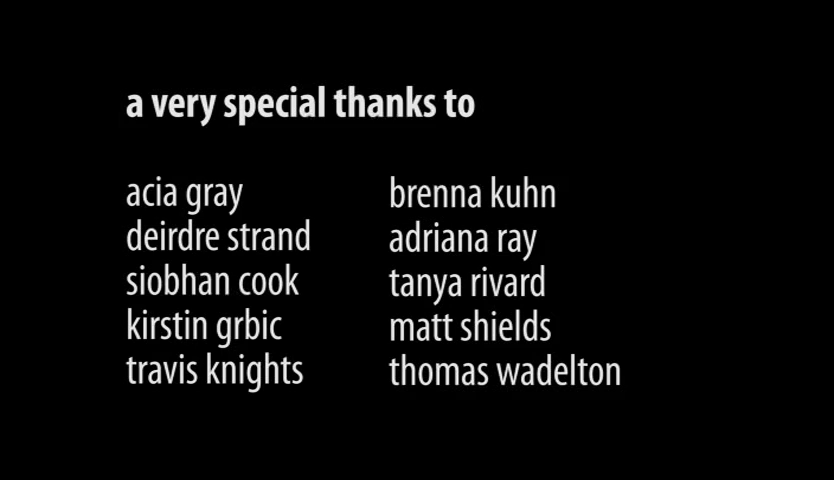 a very special thanks to
acia gray
deirdre strand
siobhan cook
kirstin grbic
travis knights
brenna kuhn
adriana ray
tanya rivard
matt shields
thomas wadelton